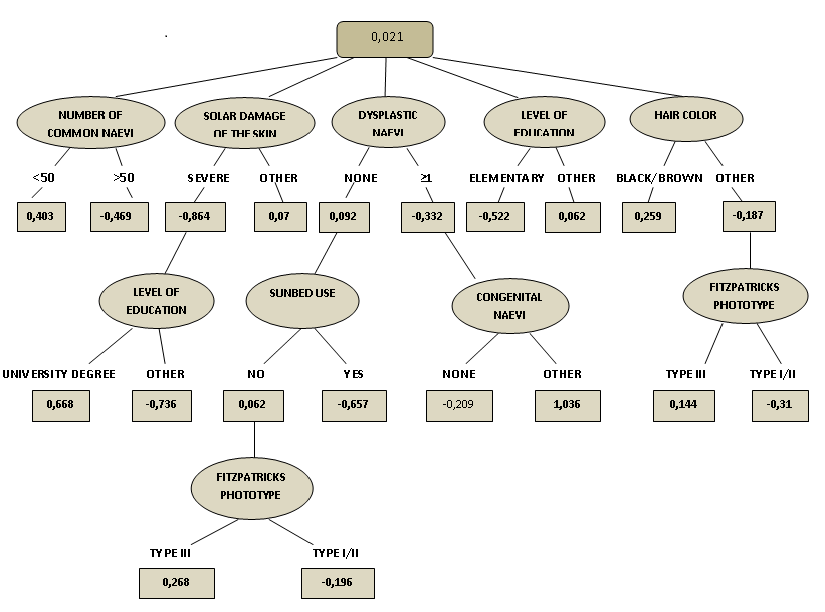 0,021
NUMBER OF
COMMON NAEVI
SOLAR DAMAGE
OF THE SKIN
DYSPLASTIC
NAEVI
LEVEL OF
EDUCATION
HAIR COLOR
<50
>50
SEVERE
OTHER
NONE
≥1
ELEMENTARY
OTHER
BLACK/BROWN
OTHER
0,403
-0,469
-0,864
0,07
0,092
-0,332
-0,522
0,062
0,259
-0,187
LEVEL OF
EDUCATION
SUNBED USE
CONGENITAL
NAEVI
FITZPATRICKS
PHOTOTYPE
UNIVERSITY DEGREE
OTHER
NO
YES
NONE
OTHER
TYPE III
TYPE I/II
0,668
-0,736
0,062
-0,657
-0,209
1,036
0,144
-0,31
FITZPATRICKS
PHOTOTYPE
TYPE III
TYPE I/II
0,268
-0,196